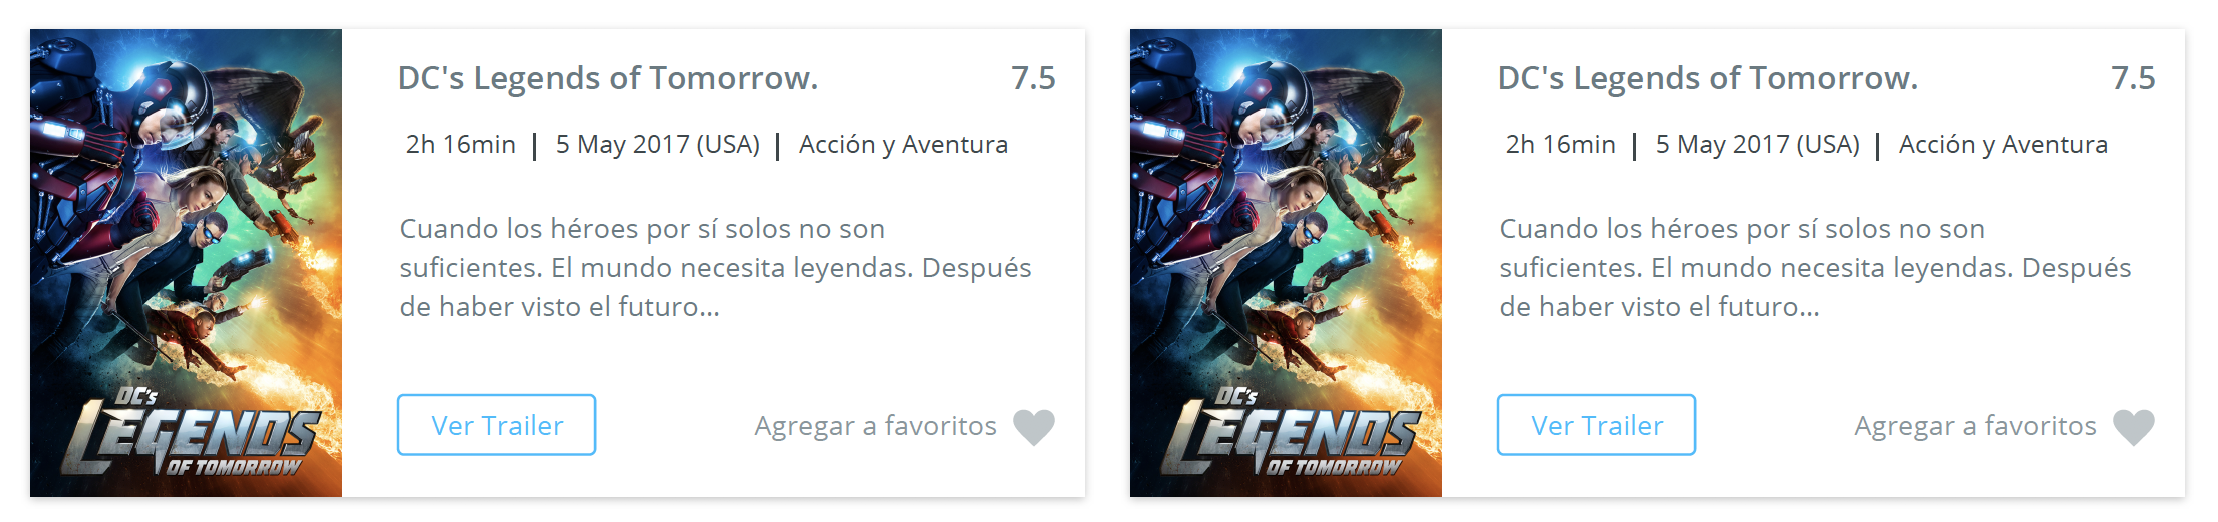 DC's Legends of Tomorrow.
7.5
2h 16min | 5 May 2017 (USA) | Acción y Aventura
Cuando los héroes por sí solos no son
suficientes. El mundo necesita leyendas. Después
de haber visto el futuro...
Ver Trailer
Agregar a favoritos
DC's
LEGENDS
OF TOMORROW
DC's Legends of Tomorrow.
7.5
2h 16min | 5 May 2017 (USA) | Acción y Aventura
Cuando los héroes por sí solos no son
suficientes. El mundo necesita leyendas. Después
de haber visto el futuro...
Ver Trailer
Agregar a favoritos
DC's
LEGENDS
OF TOMORROW